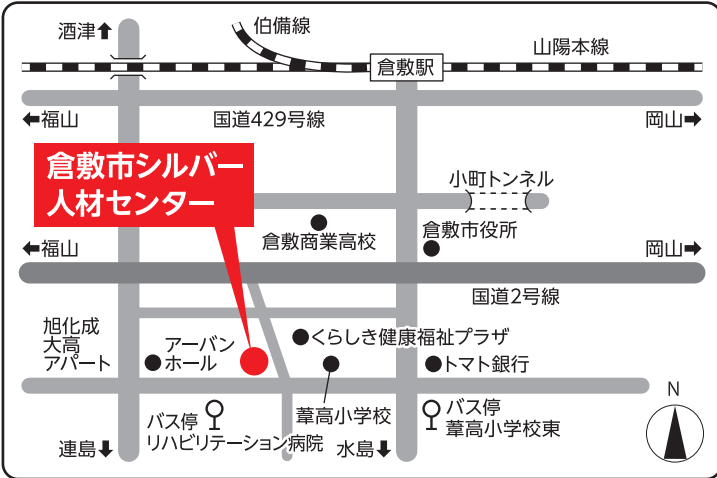 酒津↑
伯備線
山陽本線
倉敷駅
←福山
国道429号線
岡山→
倉敷市シルバー
人材センター
小町トンネル
倉敷商業高校
倉敷市役所
←福山
岡山→
国道2号線
旭化成
大高
アパート
アーバン
ホール
くらしき健康福祉プラザ
トマト銀行
葦高小学校
バス停
リハビリテーション病院
バス停
葦高小学校東
連島↓
水島↓
N